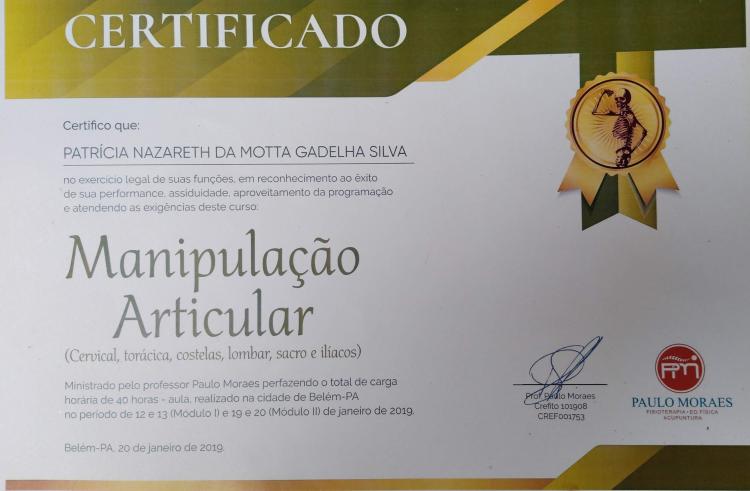 CERTIFICADO
Certifico que:
PATRÍCIA NAZARETH DA MOTTA GADELHA SILVA
no exercício legal de suas funções, em reconhecimento ao êxito
de sua performance, assiduidade, aproveitamento da programação
e atendendo as exigências deste curso:
Manipulação
Articular
(Cervical, torácica, costelas, lombar, sacro e ilíacos)
Ministrado pelo professor Paulo Moraes perfazendo o total de carga
horária de 40 horas - aula, realizado na cidade de Belém-PA
no período de 12 e 13 (Módulo I) e 19 e 20 (Módulo II) de janeiro de 2019.
Belém-PA, 20 de janeiro de 2019.
Prof. Paulo Moraes
Crefito 101908
CREF001753
PM
PAULO MORAES
FISIOTERAPIA • ED. FÍSICA
ACUPUNTURA